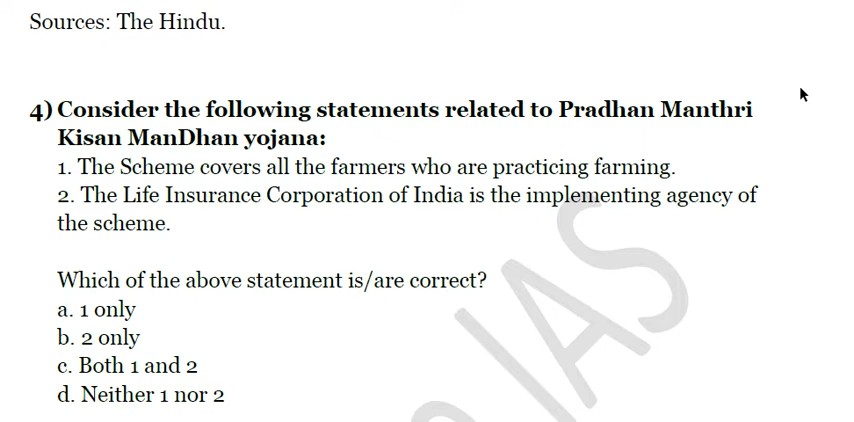 Sources: The Hindu.
4) Consider the following statements related to Pradhan Manthri
Kisan ManDhan yojana:
1. The Scheme covers all the farmers who are practicing farming.
2. The Life Insurance Corporation of India is the implementing agency of
the scheme.
Which of the above statement is/are correct?
a. 1 only
b. 2 only
c. Both 1 and 2
d. Neither 1 nor 2
IAS